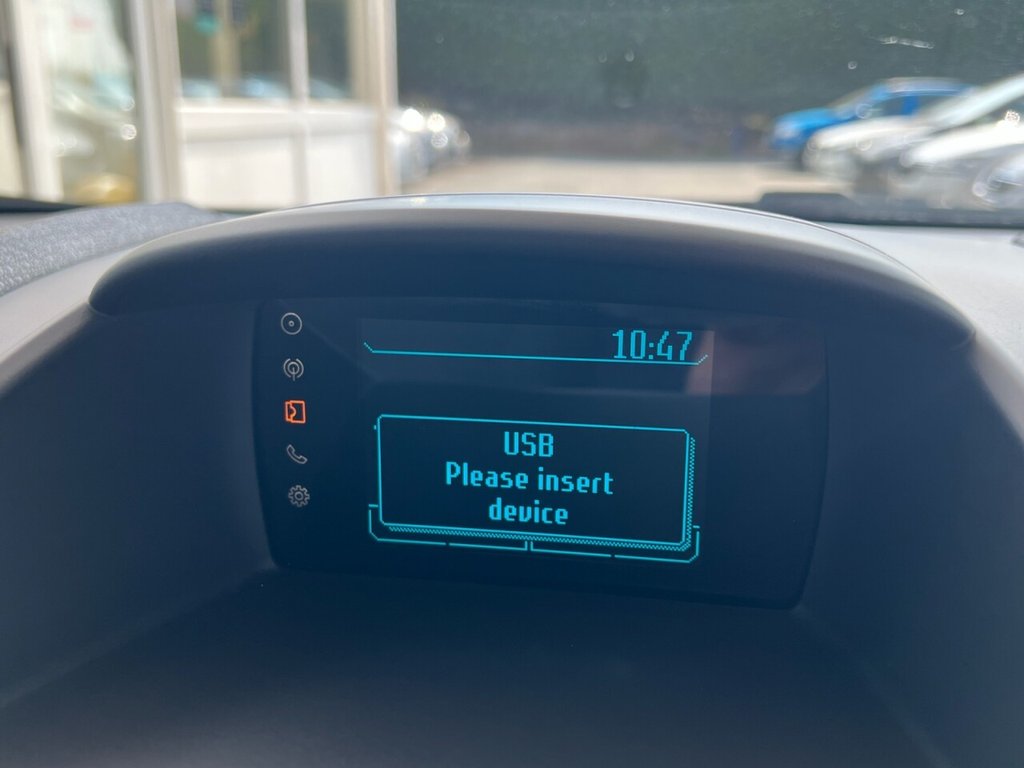 10:47
USB
Please insert
device